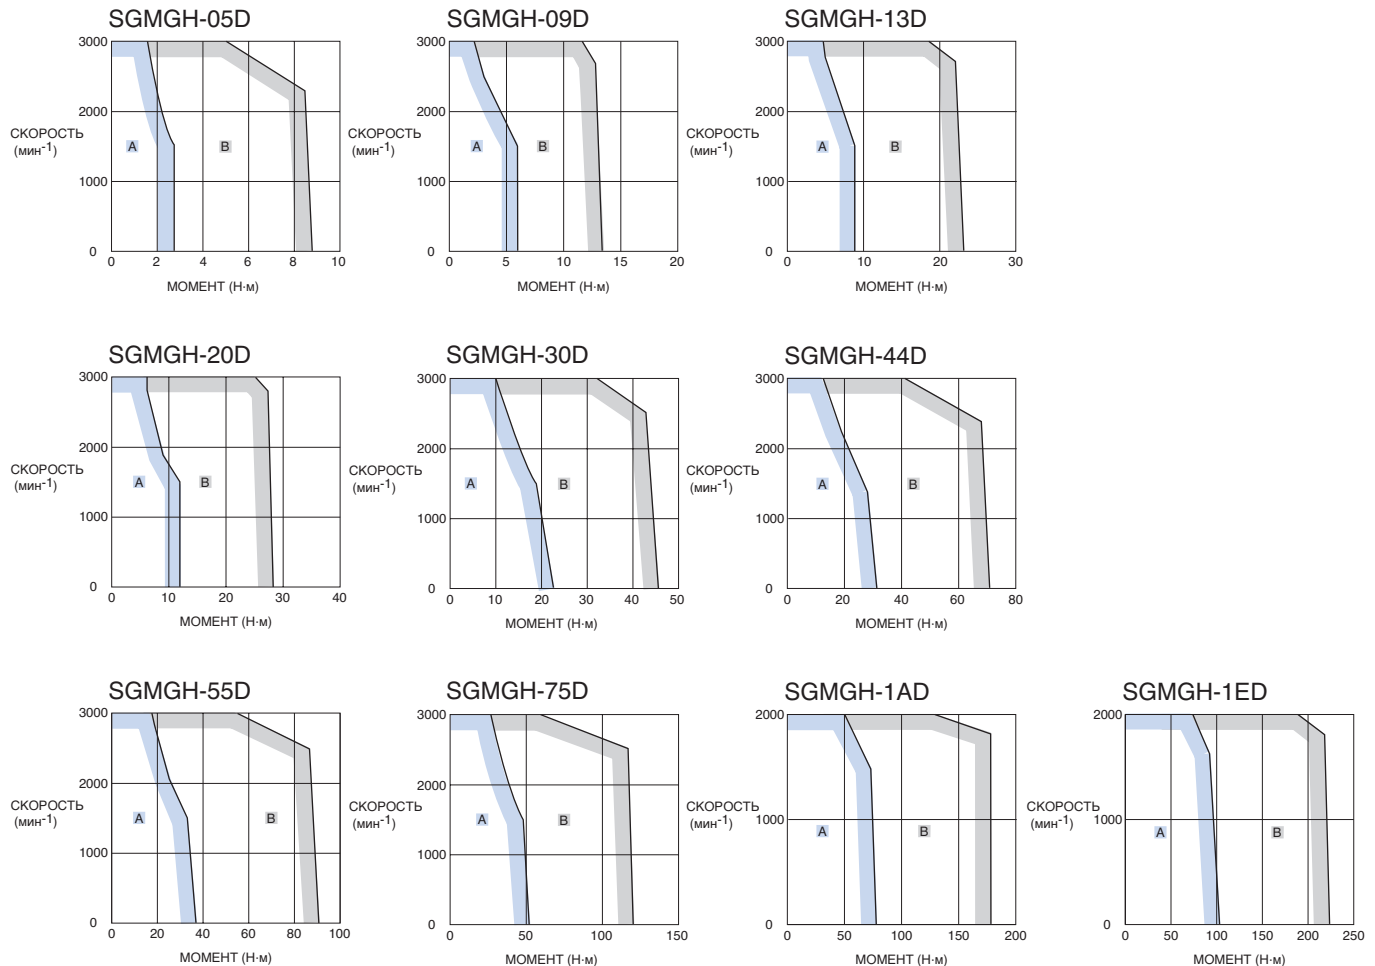 SGMGH-05D
3000
2000
СКОРОСТЬ
(мин-1)
A
B
1000
0
0 2 4 6 8 10
МОМЕНТ (Н·м)
SGMGH-09D
3000
2000
СКОРОСТЬ
(мин-1)
A
B
1000
0
0 5 10 15 20
МОМЕНТ (Н·м)
SGMGH-13D
3000
2000
СКОРОСТЬ
(мин-1)
A
B
1000
0
0 10 20 30
МОМЕНТ (Н·м)
SGMGH-20D
3000
2000
СКОРОСТЬ
(мин-1)
A
B
1000
0
0 10 20 30 40
МОМЕНТ (Н·м)
SGMGH-30D
3000
2000
СКОРОСТЬ
(мин-1)
A
B
1000
0
0 10 20 30 40 50
МОМЕНТ (Н·м)
SGMGH-44D
3000
2000
СКОРОСТЬ
(мин-1)
A
B
1000
0
0 20 40 60 80
МОМЕНТ (Н·м)
SGMGH-55D
3000
2000
СКОРОСТЬ
(мин-1)
A
B
1000
0
0 20 40 60 80 100
МОМЕНТ (Н·м)
SGMGH-75D
3000
2000
СКОРОСТЬ
(мин-1)
A
B
1000
0
0 50 100 150
МОМЕНТ (Н·м)
SGMGH-1AD
2000
СКОРОСТЬ
(мин-1)
1000
A
B
0
0 50 100 150 200
МОМЕНТ (Н·м)
SGMGH-1ED
2000
СКОРОСТЬ
(мин-1)
1000
A
B
0
0 50 100 150 200 250
МОМЕНТ (Н·м)